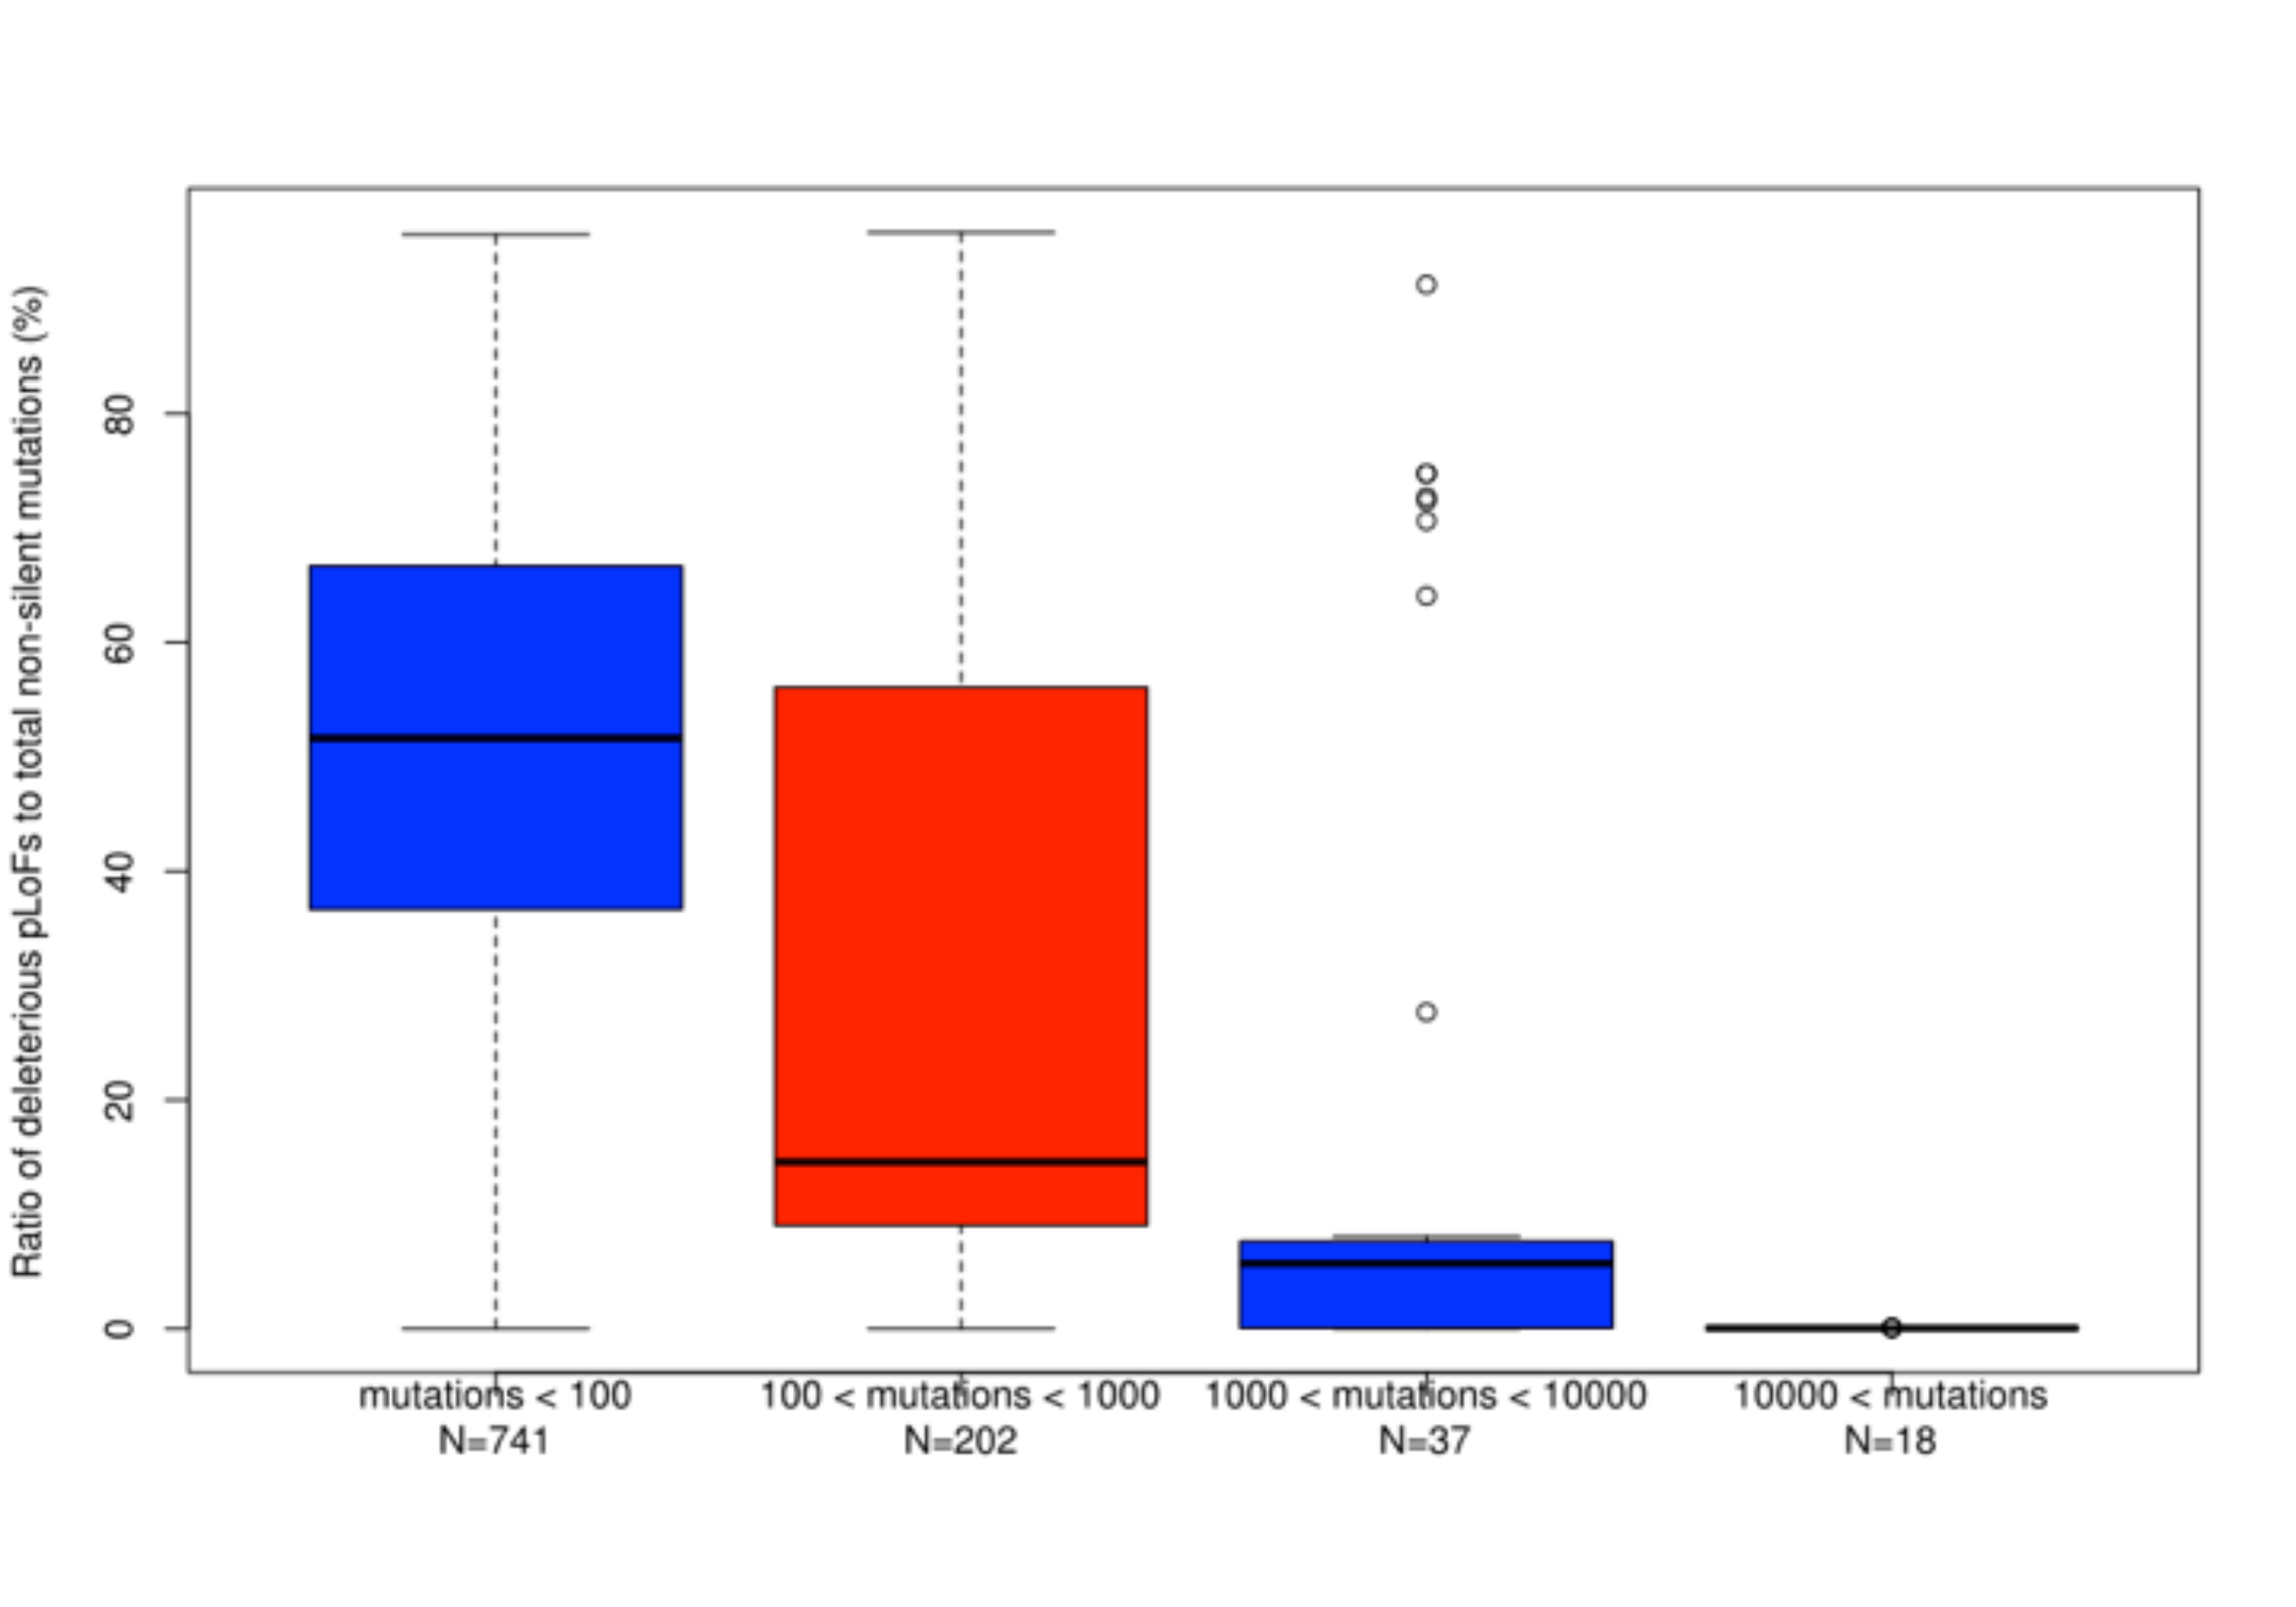 Ratio of deleterious pLoFs to total non-silent mutations (%)
80
60
40
20
0
mutations < 100
N=741
100 < mutations < 1000
N=202
1000 < mutations < 10000
N=37
10000 < mutations
N=18